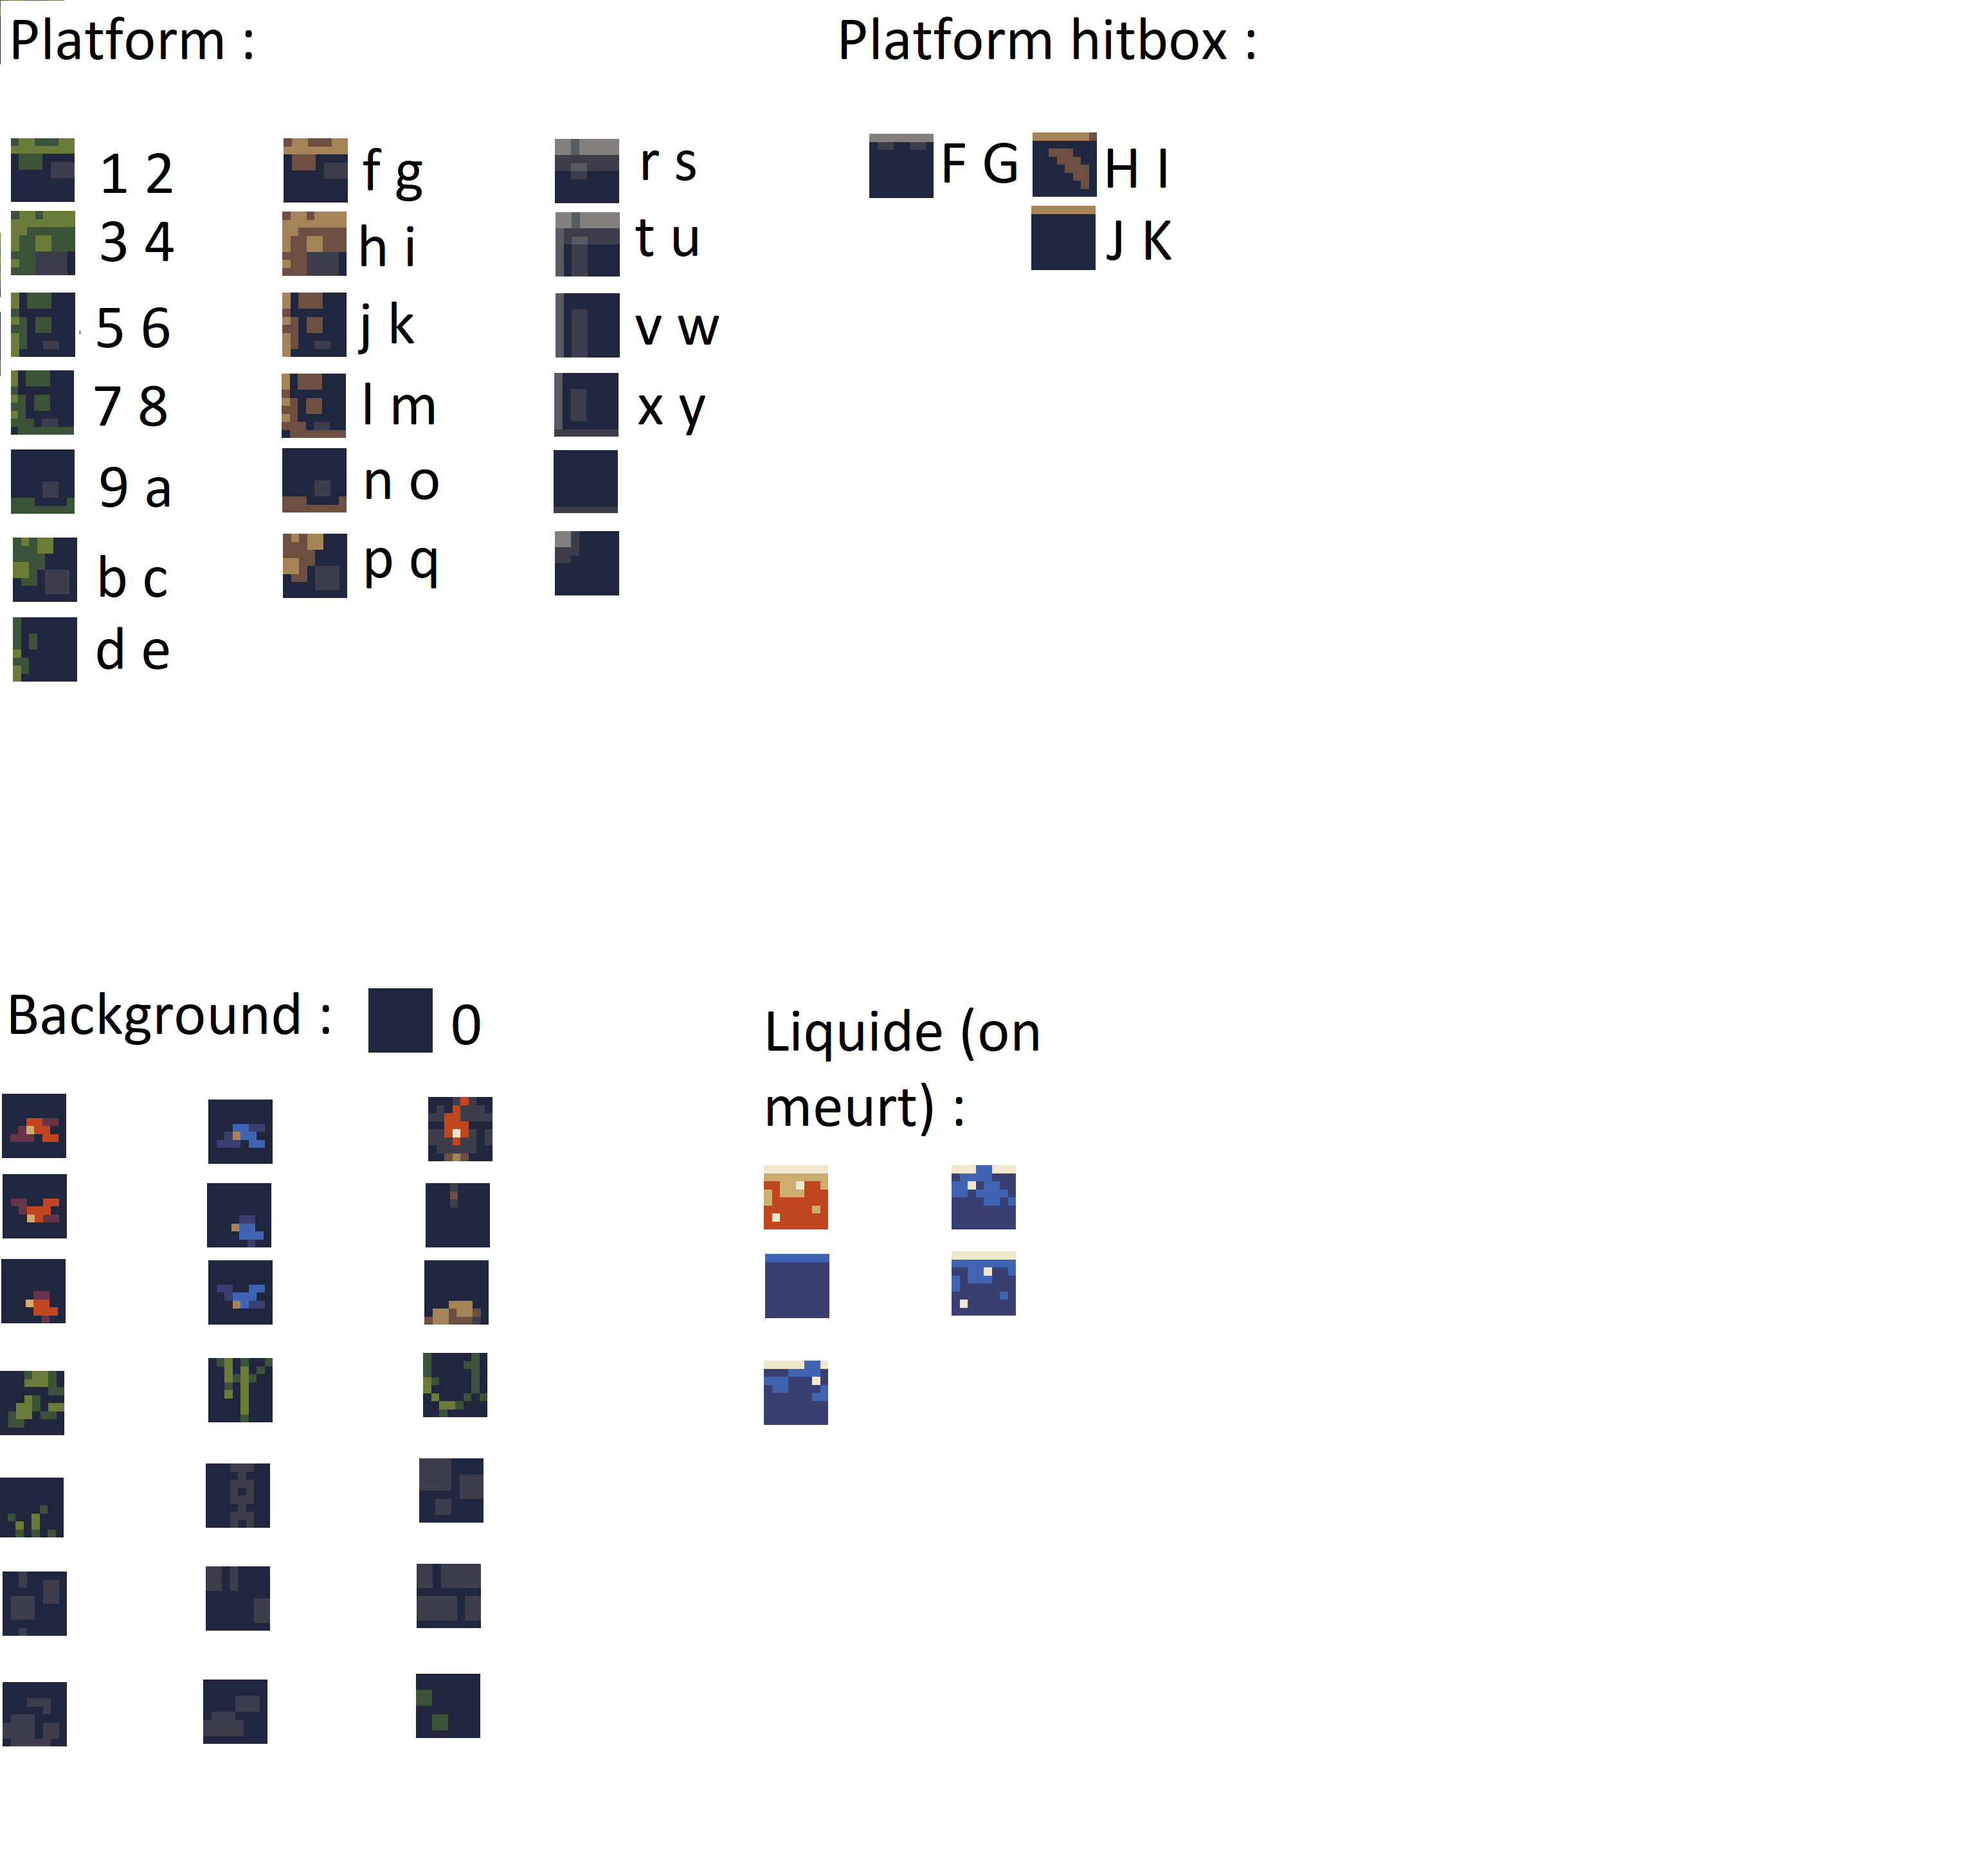 Platform :
Platform hitbox :
1 2
f g
r s
F G
H I
3 4
h i
t u
J K
5 6
j k
v w
7 8
l m
x y
9 a
n o
b c
p q
d e
Background :
0
Liquide (on
meurt) :